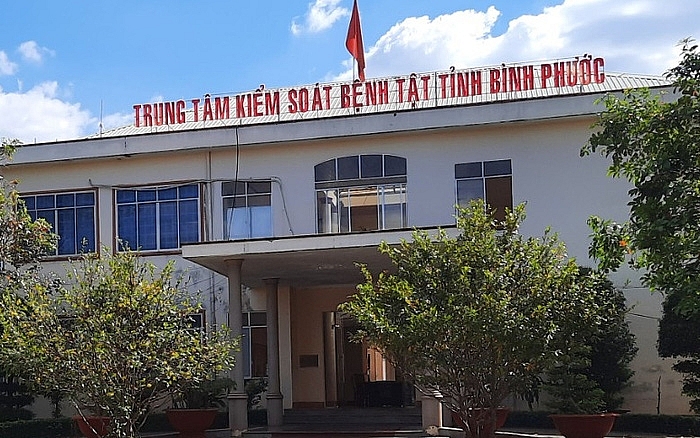 TRUNG TÂM KIỂM SOÁT BỆNH TẬT TỈNH BÌNH PHƯỚC